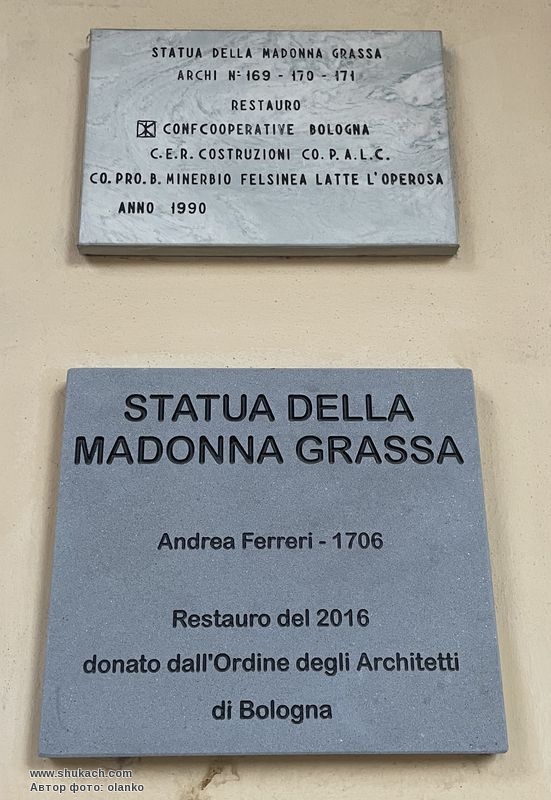 STATUA DELLA MADONNA GRASSA
ARCHI Nº 169 - 170 - 171
RESTAURO
CONFCOOPERATIVE BOLOGNA
C.E.R. COSTRUZIONI CO.P.A.L.C.
CO.PRO.B. MINERBIO FELSINEA LATTE L'OPEROSA
ANNO 1990
STATUA DELLA
MADONNA GRASSA
Andrea Ferreri - 1706
Restauro del 2016
donato dall'Ordine degli Architetti
di Bologna
www.shukach.com
Автор фото: olanko